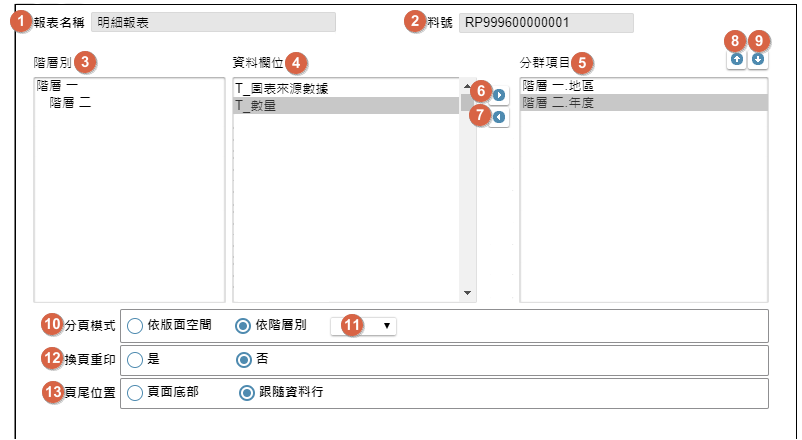 1 報表名稱 明細報表 2 料號 RP999600000001
階層別 3 資料欄位 4 分群項目 5 8 9
階層 一
階層 二
T_圖表來源數據
T_數量
6
7
階層 一.地區
階層 二.年度
10 分頁模式 依版面空間 依階層別 11
12 換頁重印 是 否
13 頁尾位置 頁面底部 跟隨資料行